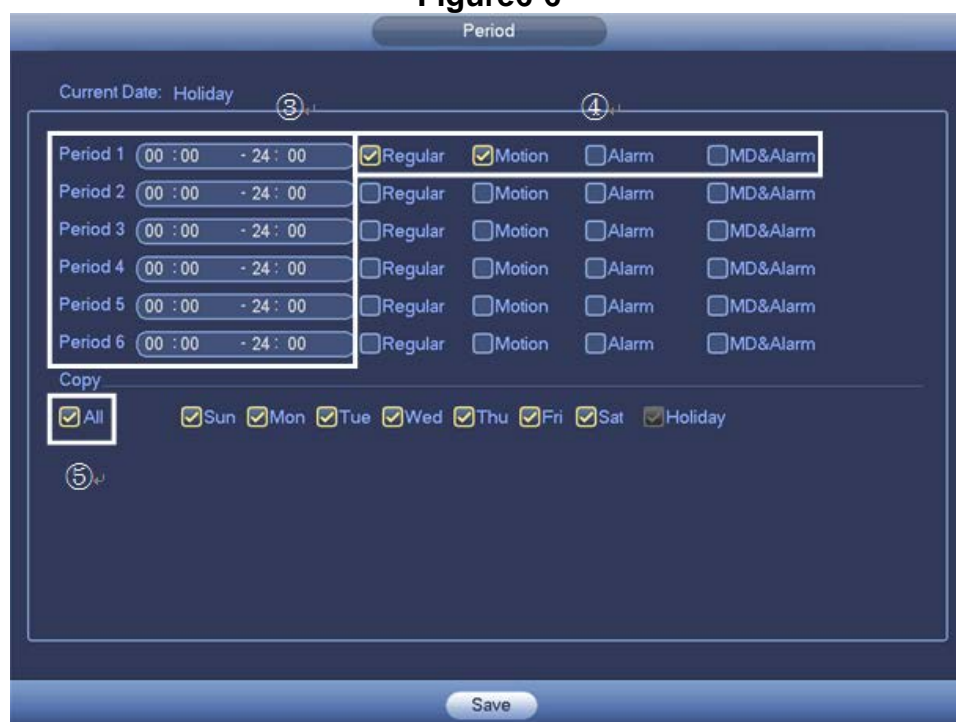 Period
Current Date: Holiday
③ ④
Period 1 00 : 00 - 24 : 00 Regular Motion Alarm MD&Alarm
Period 2 00 : 00 - 24 : 00 Regular Motion Alarm MD&Alarm
Period 3 00 : 00 - 24 : 00 Regular Motion Alarm MD&Alarm
Period 4 00 : 00 - 24 : 00 Regular Motion Alarm MD&Alarm
Period 5 00 : 00 - 24 : 00 Regular Motion Alarm MD&Alarm
Period 6 00 : 00 - 24 : 00 Regular Motion Alarm MD&Alarm
Copy
All Sun Mon Tue Wed Thu Fri Sat Holiday
⑤
Save